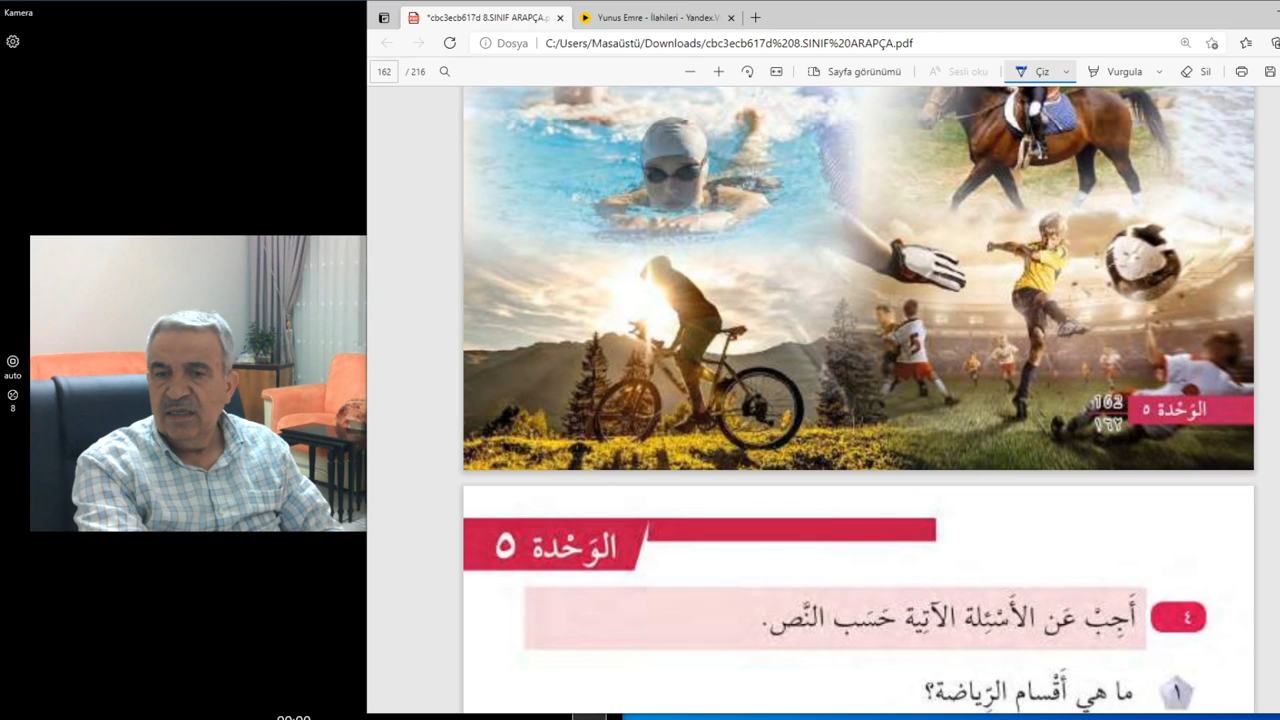 Kamera
auto
8
*cbc3ecb617d 8.SINIF ARAPÇA.p
Yunus Emre - İlahileri - Yandex.V
Dosya
C:/Users/Masaüstü/Downloads/cbc3ecb617d%208.SINIF%20ARAPÇA.pdf
162 / 216
Sayfa görünümü
Sesli oku
Çiz
Vurgula
Sil
5
162
١٦٢
الوَحْدة ٥
الوَحْدة ٥
٤ أَجِبْ عَن الأَسْئِلة الآتِية حَسَب النَّص.
١ ما هي أَقْسام الرِّياضة؟